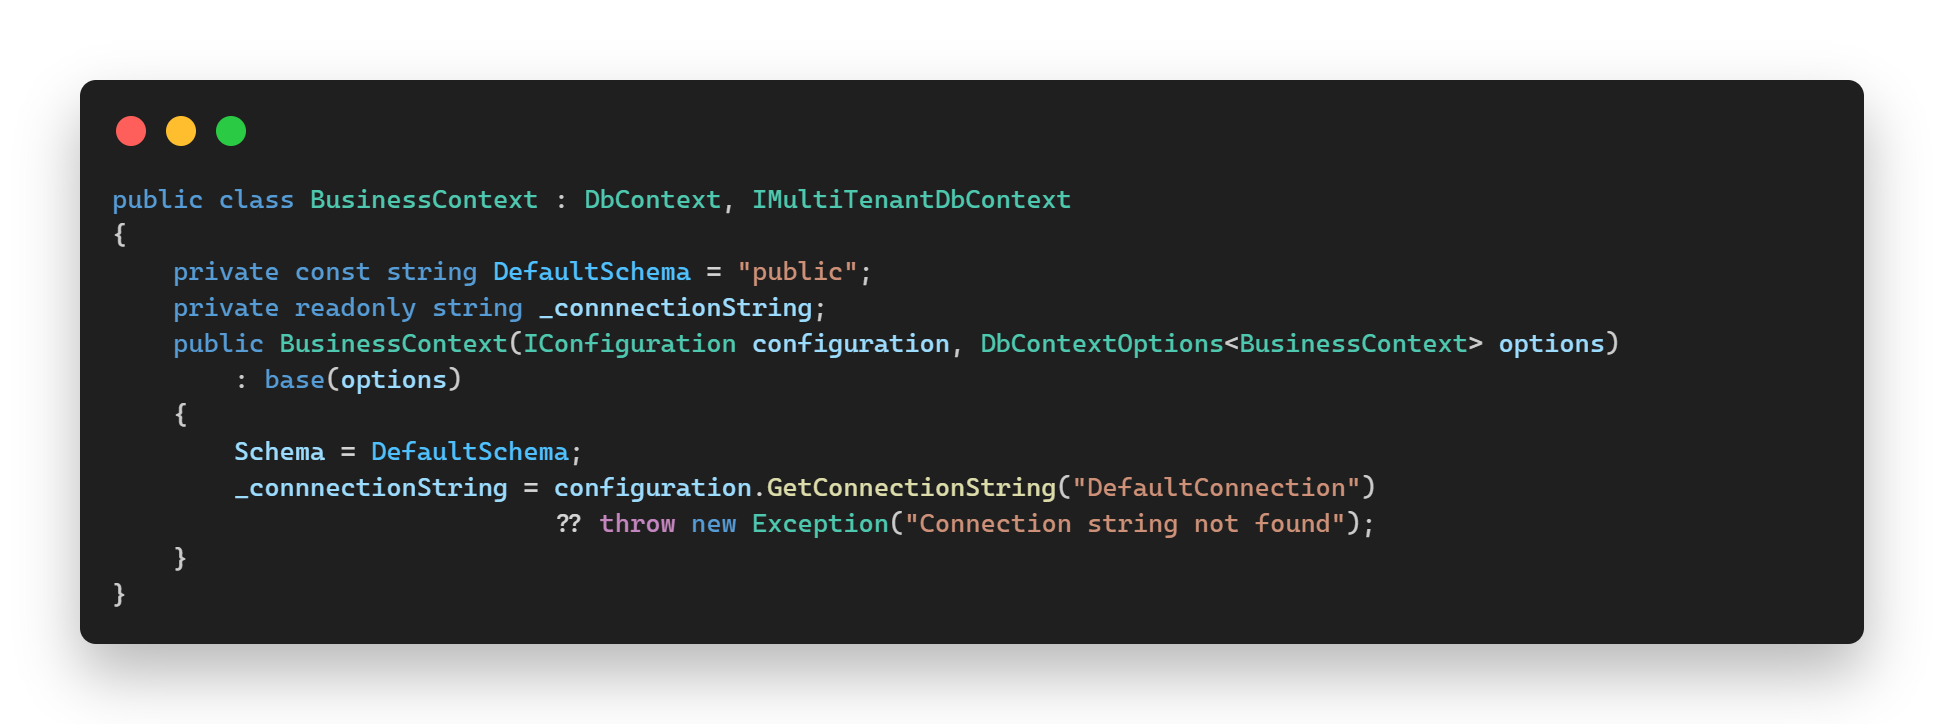 public class BusinessContext : DbContext, IMultiTenantDbContext
{
    private const string DefaultSchema = "public";
    private readonly string _connnectionString;
    public BusinessContext(IConfiguration configuration, DbContextOptions<BusinessContext> options)
        : base(options)
    {
        Schema = DefaultSchema;
        _connnectionString = configuration.GetConnectionString("DefaultConnection")
                             ?? throw new Exception("Connection string not found");
    }
}